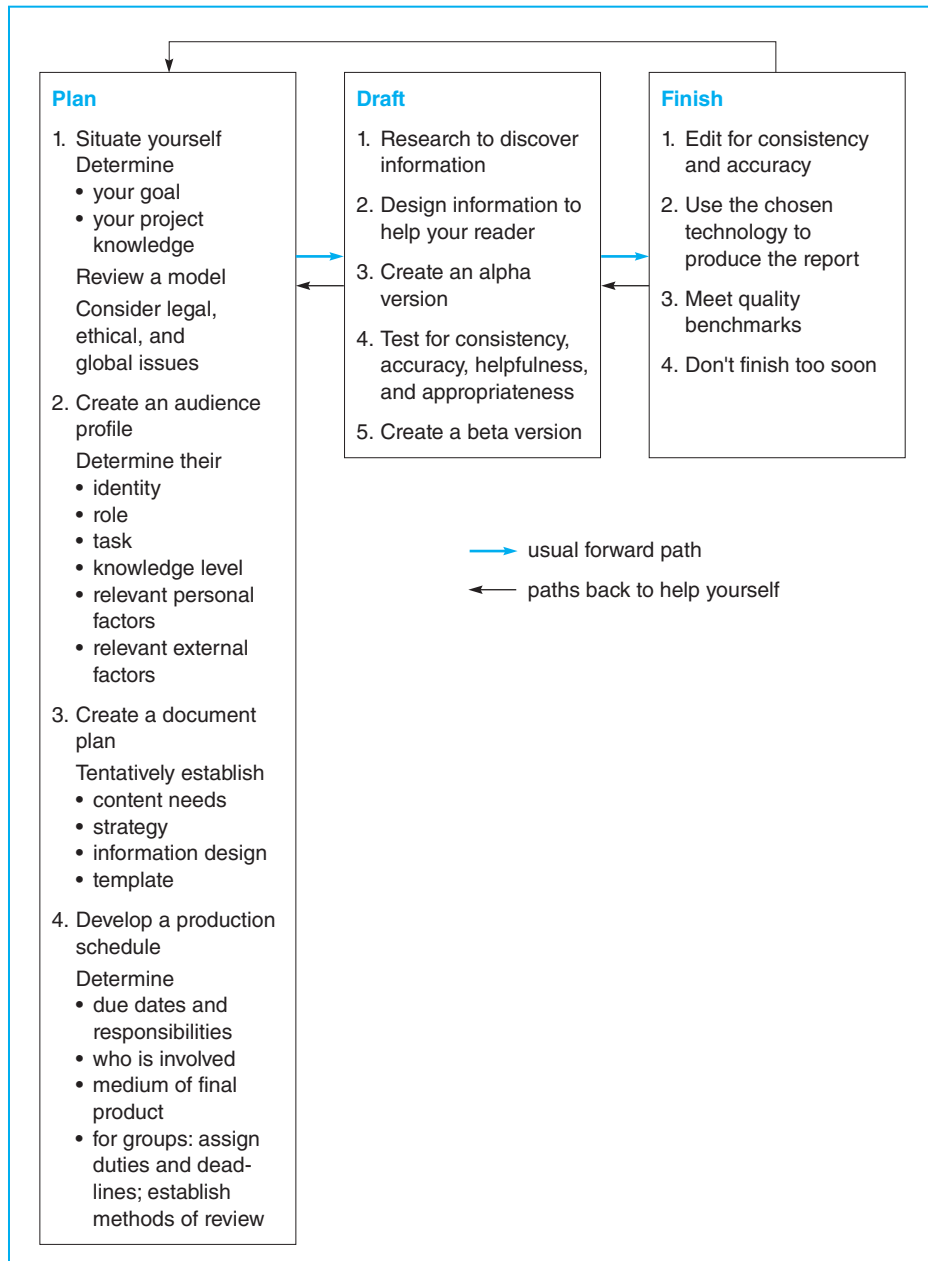 Plan
1. Situate yourself
Determine
• your goal
• your project
knowledge
Review a model
Consider legal,
ethical, and
global issues
2. Create an audience
profile
Determine their
• identity
• role
• task
• knowledge level
• relevant personal
factors
• relevant external
factors
3. Create a document
plan
Tentatively establish
• content needs
• strategy
• information design
• template
4. Develop a production
schedule
Determine
• due dates and
responsibilities
• who is involved
• medium of final
product
• for groups: assign
duties and dead-
lines; establish
methods of review
Draft
1. Research to discover
information
2. Design information to
help your reader
3. Create an alpha
version
4. Test for consistency,
accuracy, helpfulness,
and appropriateness
5. Create a beta version
Finish
1. Edit for consistency
and accuracy
2. Use the chosen
technology to
produce the report
3. Meet quality
benchmarks
4. Don't finish too soon
usual forward path
paths back to help yourself